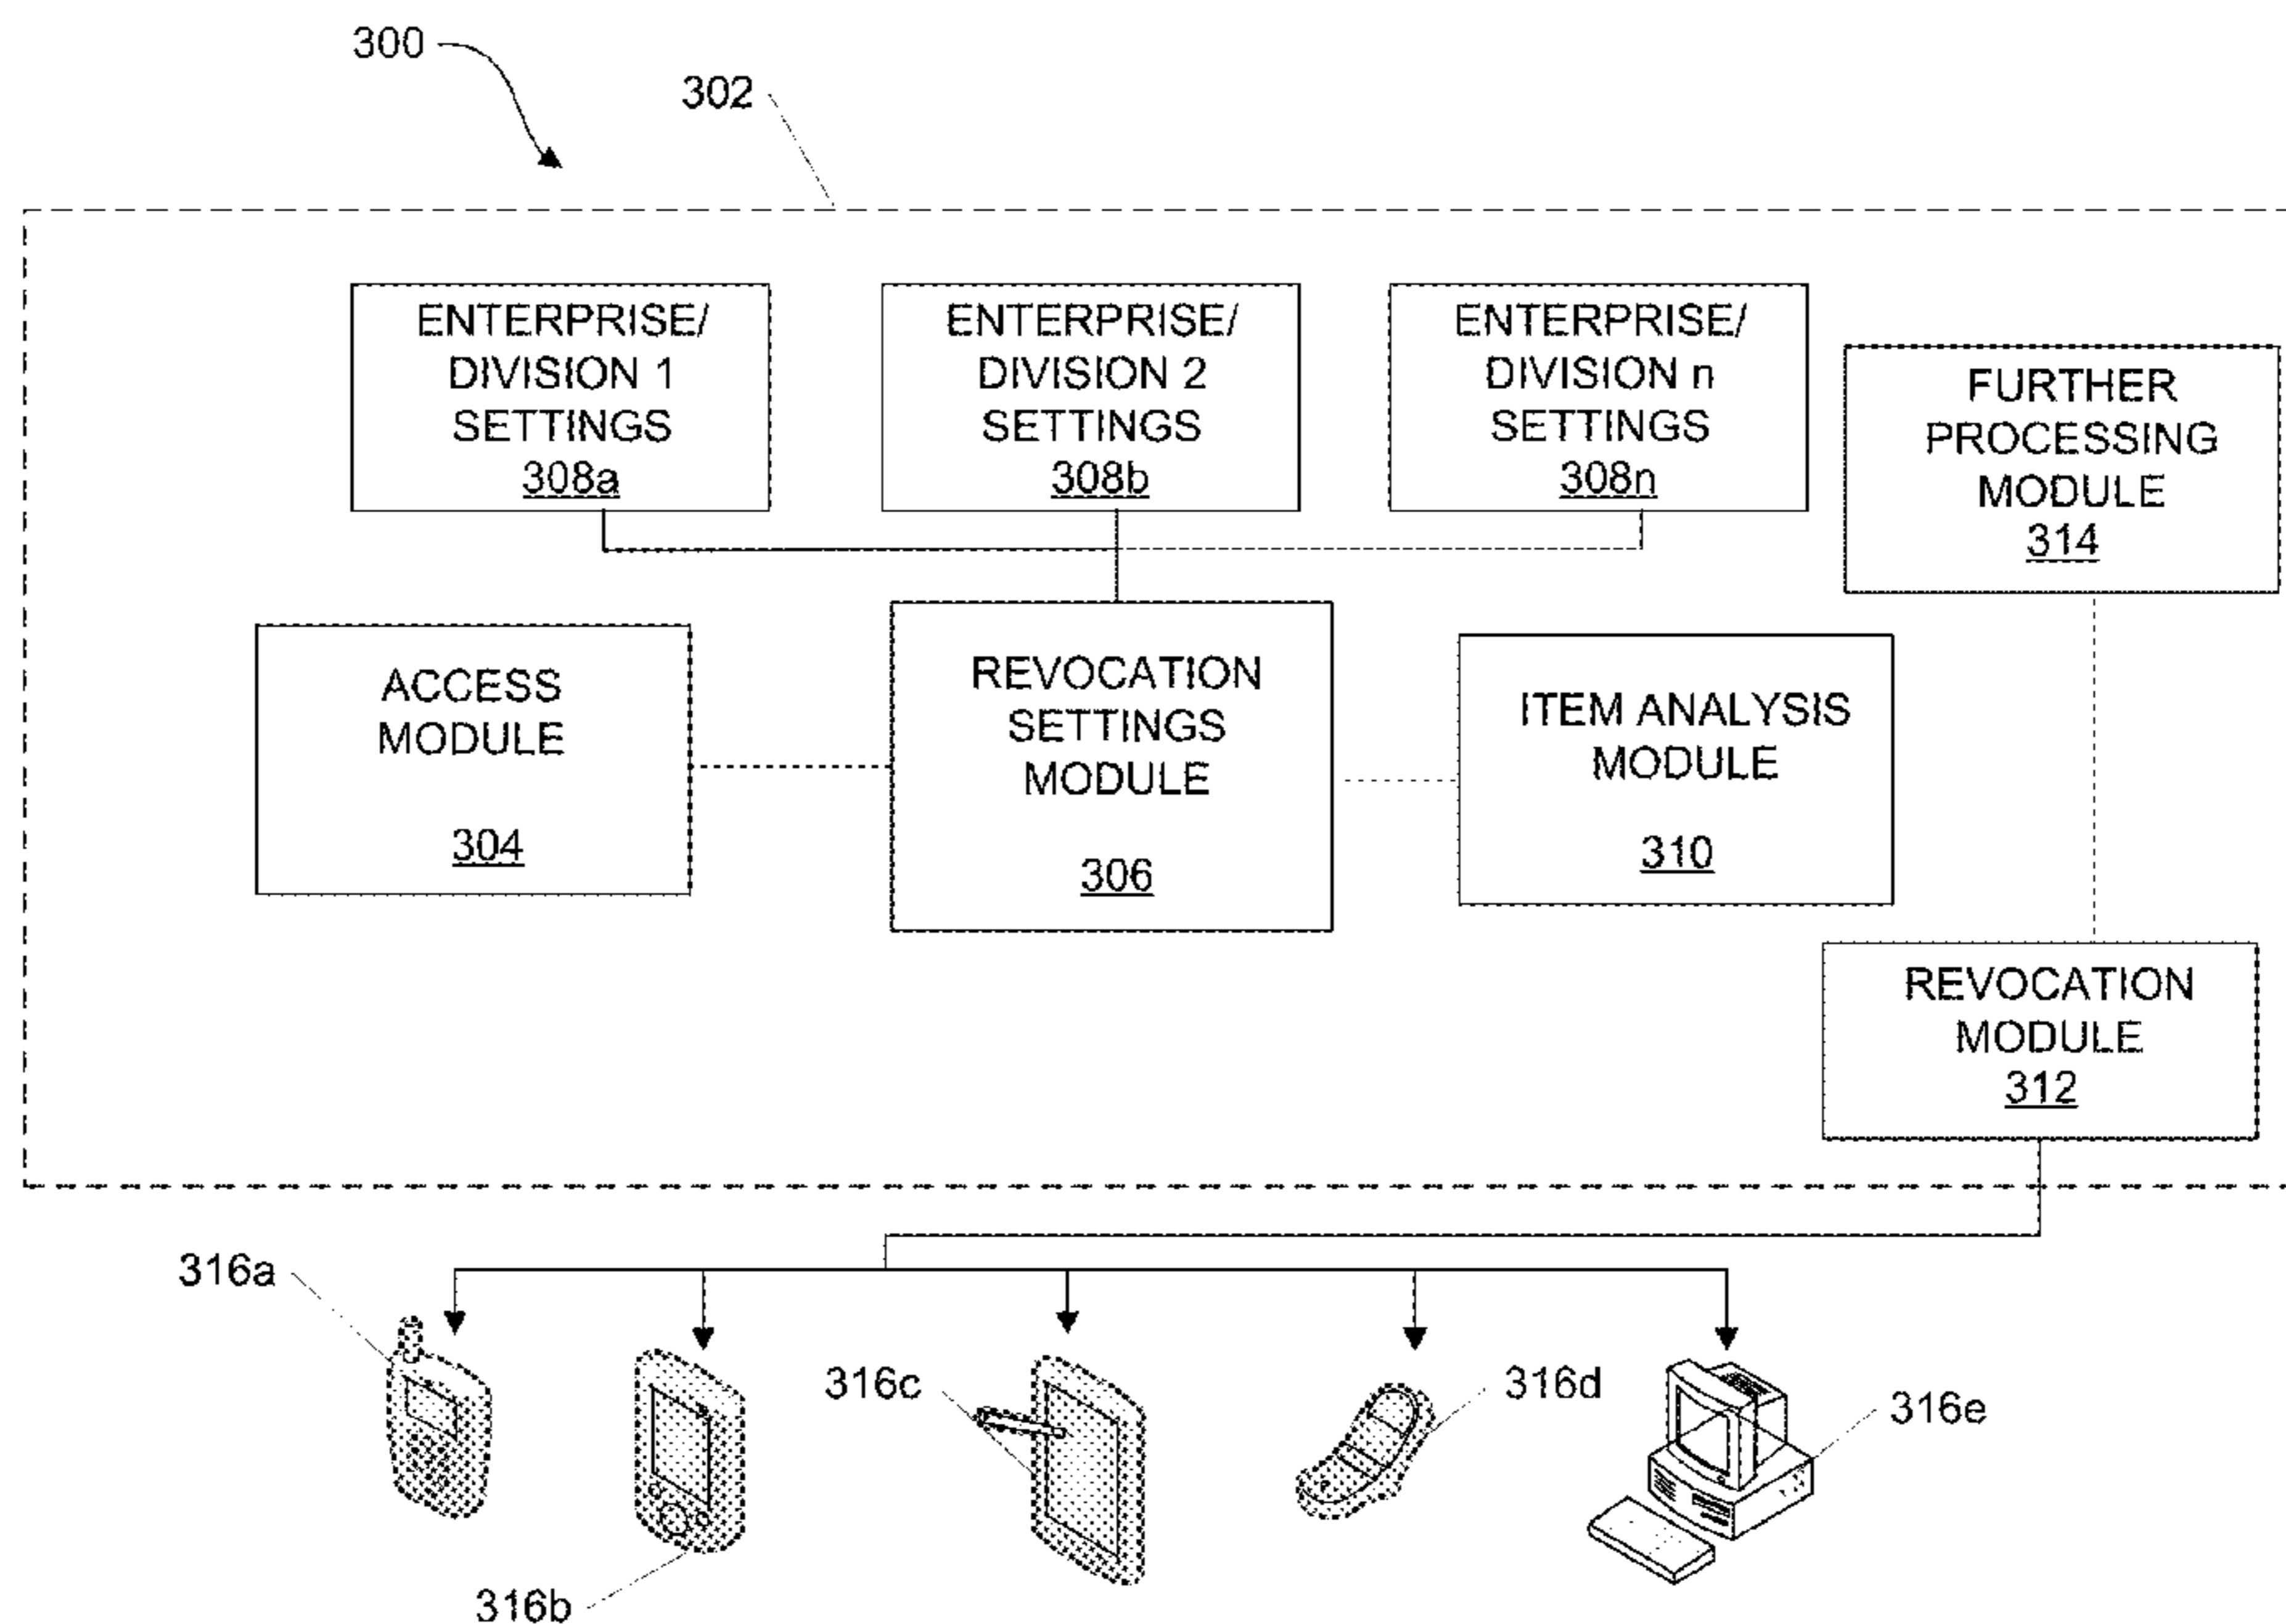 300
302
ENTERPRISE/
DIVISION 1
SETTINGS
308a
ENTERPRISE/
DIVISION 2
SETTINGS
308b
ENTERPRISE/
DIVISION n
SETTINGS
308n
FURTHER
PROCESSING
MODULE
314
ACCESS
MODULE
304
REVOCATION
SETTINGS
MODULE
306
ITEM ANALYSIS
MODULE
310
REVOCATION
MODULE
312
316a
316b
316c
316d
316e